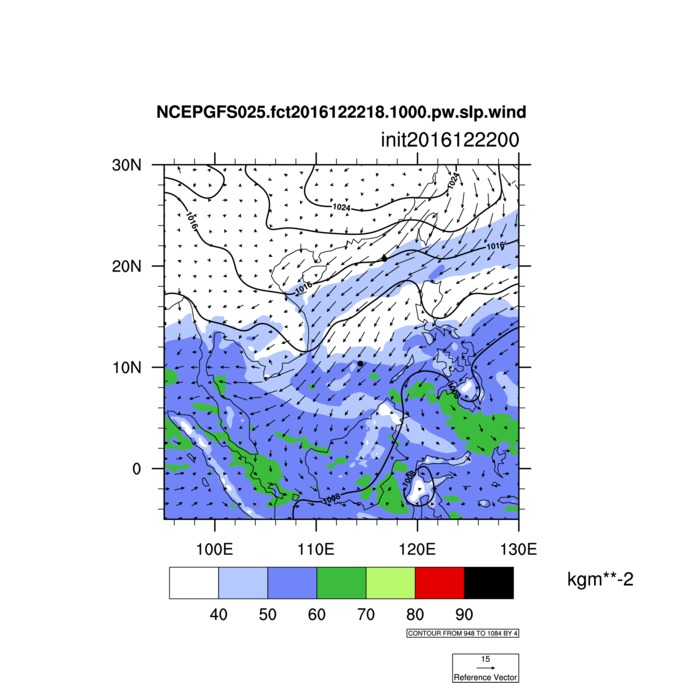 NCEPGFS025.fct2016122218.1000.pw.slp.wind
init2016122200
30N
20N
10N
0
1024
1024
1016
1016
1016
1008
1008
1008
100E
110E
120E
130E
kgm**-2
40
50
60
70
80
90
CONTOUR FROM 948 TO 1084 BY 4
15
Reference Vector